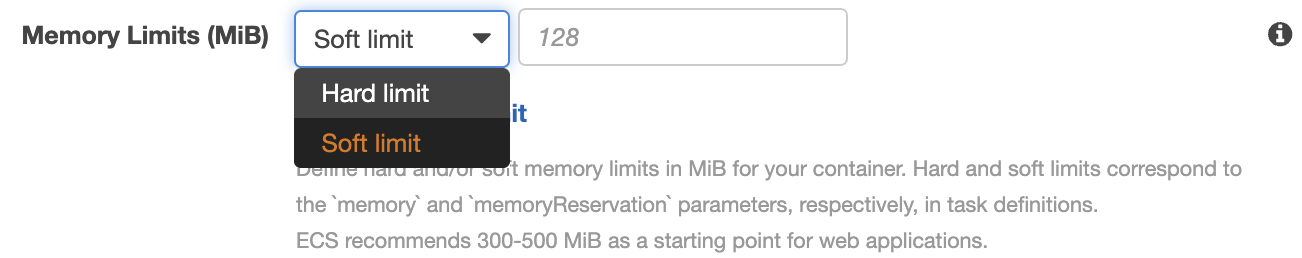 Memory Limits (MiB)
Soft limit
128
Hard limit
it
Soft limit
Define hard and/or soft memory limits in MiB for your container. Hard and soft limits correspond to
the `memory` and `memoryReservation` parameters, respectively, in task definitions.
ECS recommends 300-500 MiB as a starting point for web applications.